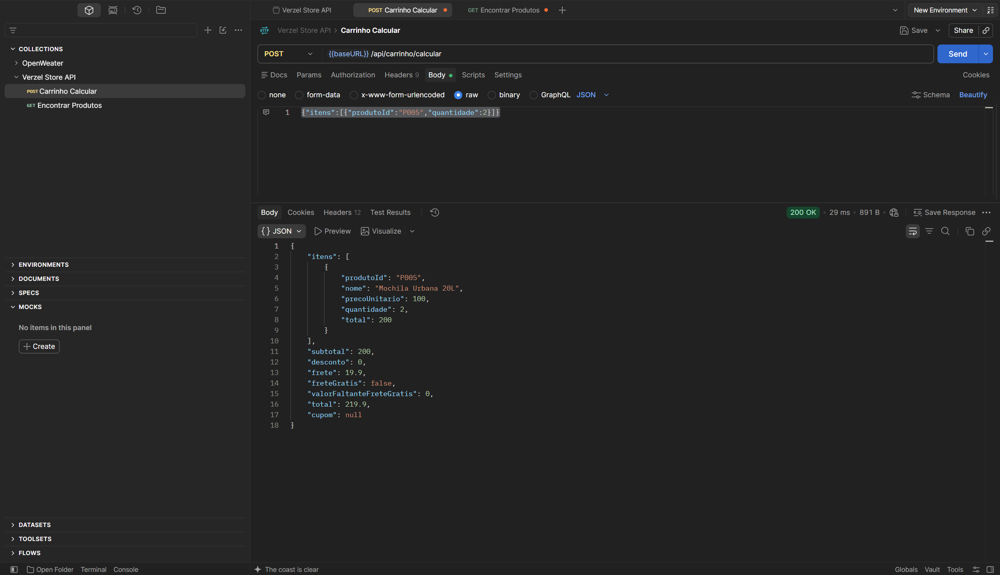 Verzel Store API
POST Carrinho Calcular
GET Encontrar Produtos
New Environment
HTTP Verzel Store API > Carrinho Calcular
Save
Share
COLLECTIONS
OpenWeater
Verzel Store API
POST Carrinho Calcular
GET Encontrar Produtos
ENVIRONMENTS
DOCUMENTS
SPECS
MOCKS
No items in this panel
Create
DATASETS
TOOLSETS
FLOWS
POST {{baseURL}} /api/carrinho/calcular
Send
Docs Params Authorization Headers 9 Body Scripts Settings
Cookies
none form-data x-www-form-urlencoded raw binary GraphQL JSON
Schema Beautify
1 {"itens":[{"produtoId":"P005","quantidade":2}]}
Body Cookies Headers 12 Test Results
200 OK • 29 ms • 891 B • e.g. Save Response
{} JSON Preview Visualize
1 {
2 "itens": [
3 {
4 "produtoId": "P005",
5 "nome": "Mochila Urbana 20L",
6 "precoUnitario": 100,
7 "quantidade": 2,
8 "total": 200
9 }
10 ],
11 "subtotal": 200,
12 "desconto": 0,
13 "frete": 19.9,
14 "freteGratis": false,
15 "valorFaltanteFreteGratis": 0,
16 "total": 219.9,
17 "cupom": null
18 }
Open Folder Terminal Console
The coast is clear
Globals Vault Tools